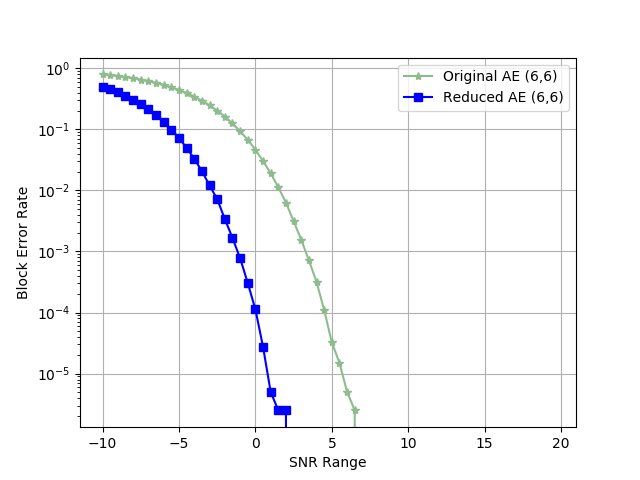 Original AE (6,6)
Reduced AE (6,6)
10⁰
10⁻¹
10⁻²
10⁻³
10⁻⁴
10⁻⁵
Block Error Rate
−10 −5 0 5 10 15 20
SNR Range